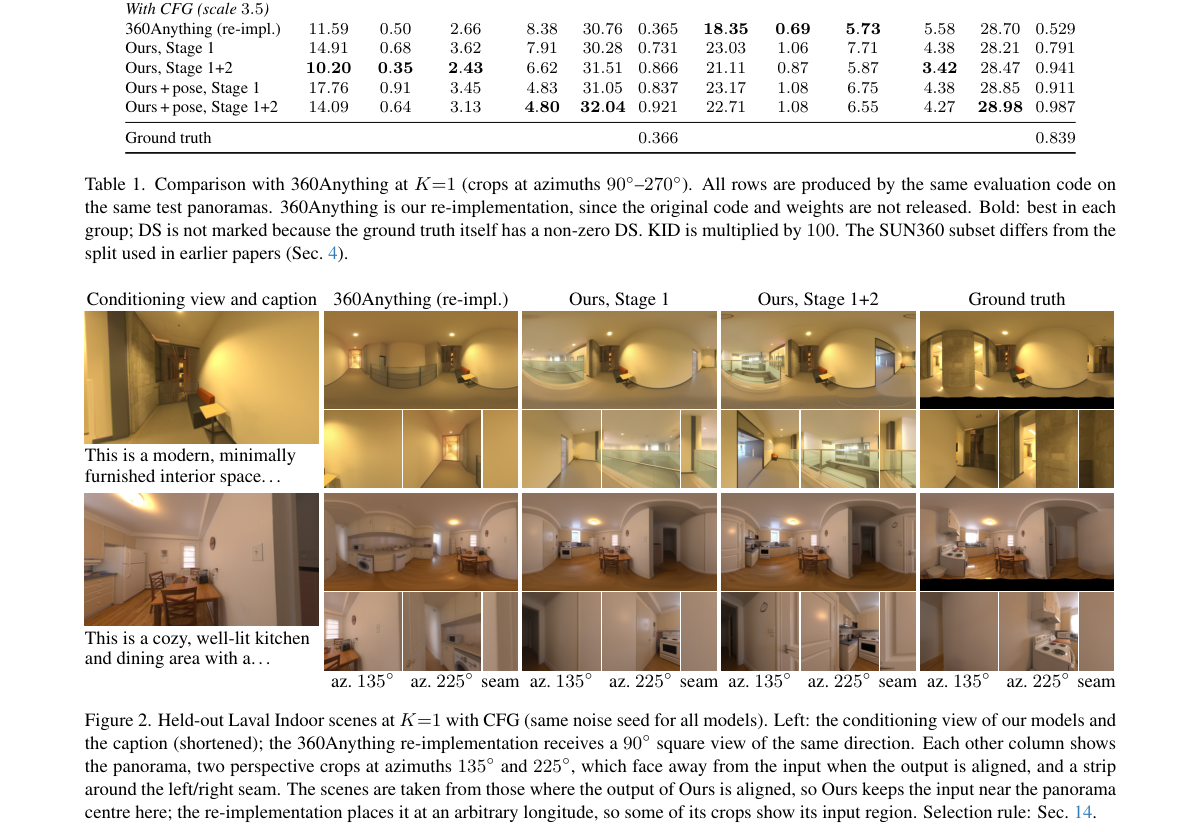 With CFG (scale 3.5)
360Anything (re-impl.) 11.59 0.50 2.66 8.38 30.76 0.365 18.35 0.69 5.73 5.58 28.70 0.529
Ours, Stage 1 14.91 0.68 3.62 7.91 30.28 0.731 23.03 1.06 7.71 4.38 28.21 0.791
Ours, Stage 1+2 10.20 0.35 2.43 6.62 31.51 0.866 21.11 0.87 5.87 3.42 28.47 0.941
Ours + pose, Stage 1 17.76 0.91 3.45 4.83 31.05 0.837 23.17 1.08 6.75 4.38 28.85 0.911
Ours + pose, Stage 1+2 14.09 0.64 3.13 4.80 32.04 0.921 22.71 1.08 6.55 4.27 28.98 0.987
Ground truth 0.366 0.839
Table 1. Comparison with 360Anything at K=1 (crops at azimuths 90°–270°). All rows are produced by the same evaluation code on
the same test panoramas. 360Anything is our re-implementation, since the original code and weights are not released. Bold: best in each
group; DS is not marked because the ground truth itself has a non-zero DS. KID is multiplied by 100. The SUN360 subset differs from the
split used in earlier papers (Sec. 4).
Conditioning view and caption 360Anything (re-impl.) Ours, Stage 1 Ours, Stage 1+2 Ground truth
This is a modern, minimally
furnished interior space. . .
This is a cozy, well-lit kitchen
and dining area with a. . .
az. 135° az. 225° seam az. 135° az. 225° seam az. 135° az. 225° seam az. 135° az. 225° seam
Figure 2. Held-out Laval Indoor scenes at K=1 with CFG (same noise seed for all models). Left: the conditioning view of our models and
the caption (shortened); the 360Anything re-implementation receives a 90° square view of the same direction. Each other column shows
the panorama, two perspective crops at azimuths 135° and 225°, which face away from the input when the output is aligned, and a strip
around the left/right seam. The scenes are taken from those where the output of Ours is aligned, so Ours keeps the input near the panorama
centre here; the re-implementation places it at an arbitrary longitude, so some of its crops show its input region. Selection rule: Sec. 14.